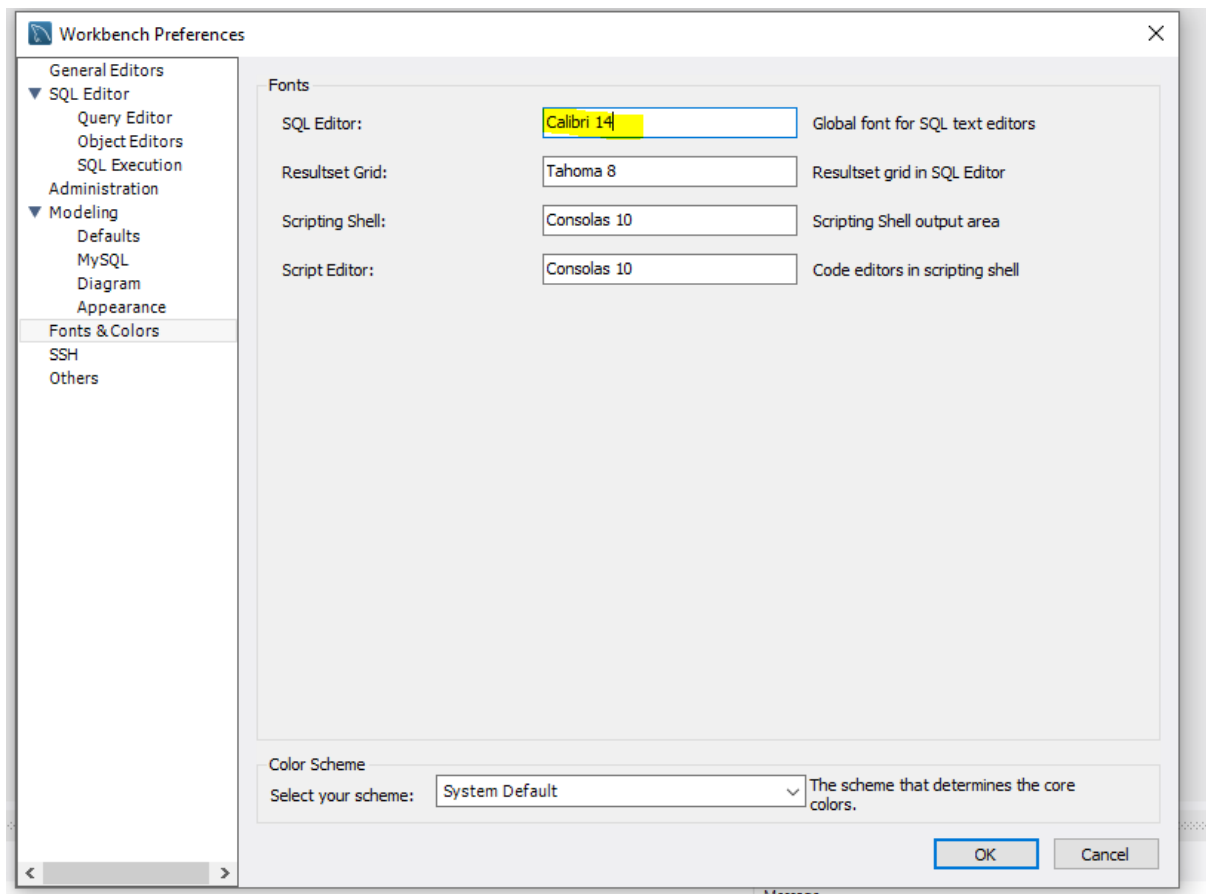 Workbench Preferences
General Editors
SQL Editor
Query Editor
Object Editors
SQL Execution
Administration
Modeling
Defaults
MySQL
Diagram
Appearance
Fonts & Colors
SSH
Others
Fonts
SQL Editor: Calibri 14 Global font for SQL text editors
Resultset Grid: Tahoma 8 Resultset grid in SQL Editor
Scripting Shell: Consolas 10 Scripting Shell output area
Script Editor: Consolas 10 Code editors in scripting shell
Color Scheme
Select your scheme: System Default The scheme that determines the core
colors.
OK Cancel